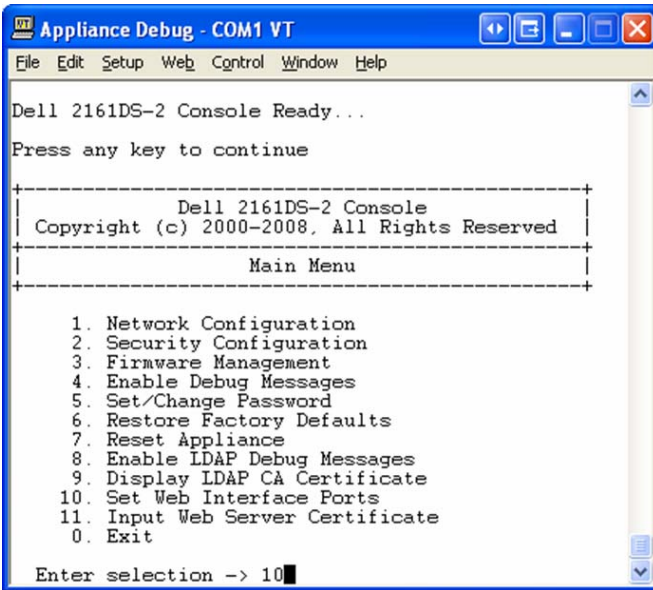 Appliance Debug - COM1 VT
File Edit Setup Web Control Window Help
Dell 2161DS-2 Console Ready...
Press any key to continue
Dell 2161DS-2 Console
Copyright (c) 2000-2008, All Rights Reserved
Main Menu
1. Network Configuration
2. Security Configuration
3. Firmware Management
4. Enable Debug Messages
5. Set/Change Password
6. Restore Factory Defaults
7. Reset Appliance
8. Enable LDAP Debug Messages
9. Display LDAP CA Certificate
10. Set Web Interface Ports
11. Input Web Server Certificate
0. Exit
Enter selection -> 10